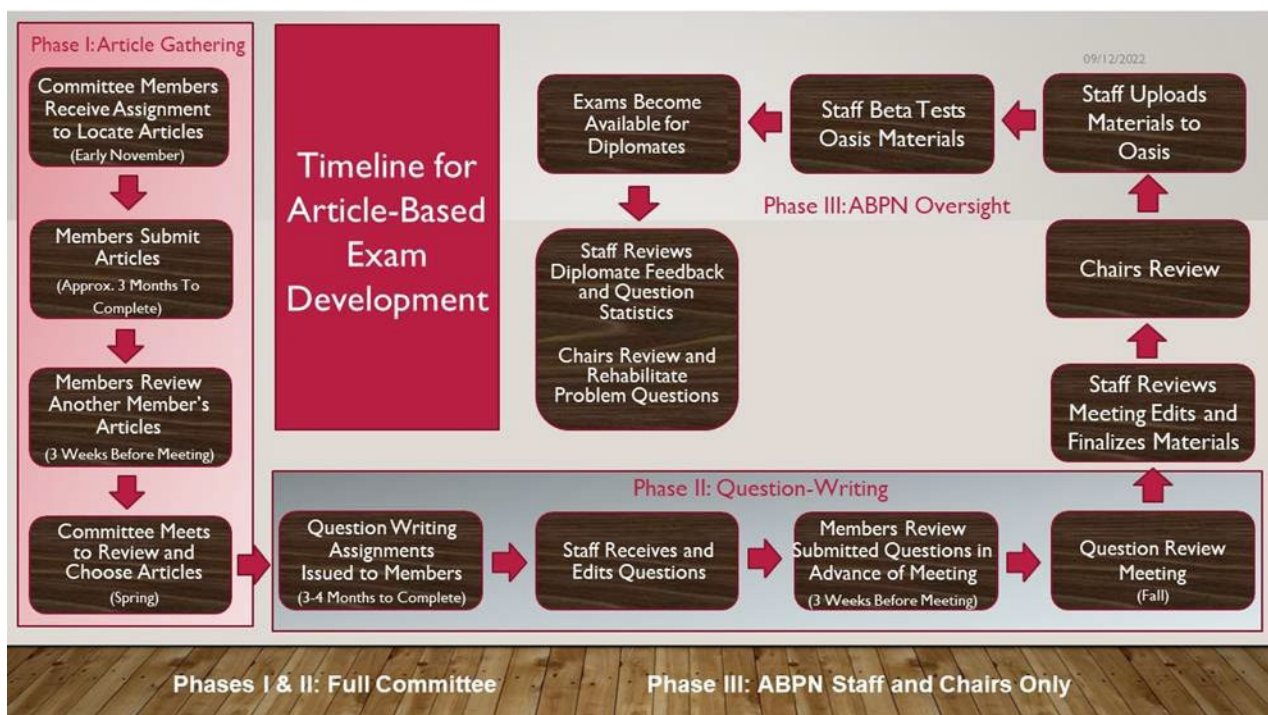 Phase I: Article Gathering
Committee Members
Receive Assignment
to Locate Articles
(Early November)
Members Submit
Articles
(Approx. 3 Months To
Complete)
Members Review
Another Member's
Articles
(3 Weeks Before Meeting)
Committee Meets
to Review and
Choose Articles
(Spring)
Timeline for
Article-Based
Exam
Development
Phase II: Question-Writing
Question Writing
Assignments
Issued to Members
(3-4 Months to Complete)
Staff Receives and
Edits Questions
Members Review
Submitted Questions in
Advance of Meeting
(3 Weeks Before Meeting)
Question Review
Meeting
(Fall)
Staff Reviews
Meeting Edits and
Finalizes Materials
Chairs Review
09/12/2022
Staff Uploads
Materials to
Oasis
Staff Beta Tests
Oasis Materials
Phase III: ABPN Oversight
Exams Become
Available for
Diplomates
Staff Reviews
Diplomate Feedback
and Question
Statistics
Chairs Review and
Rehabilitate
Problem Questions
Phases I & II: Full Committee
Phase III: ABPN Staff and Chairs Only